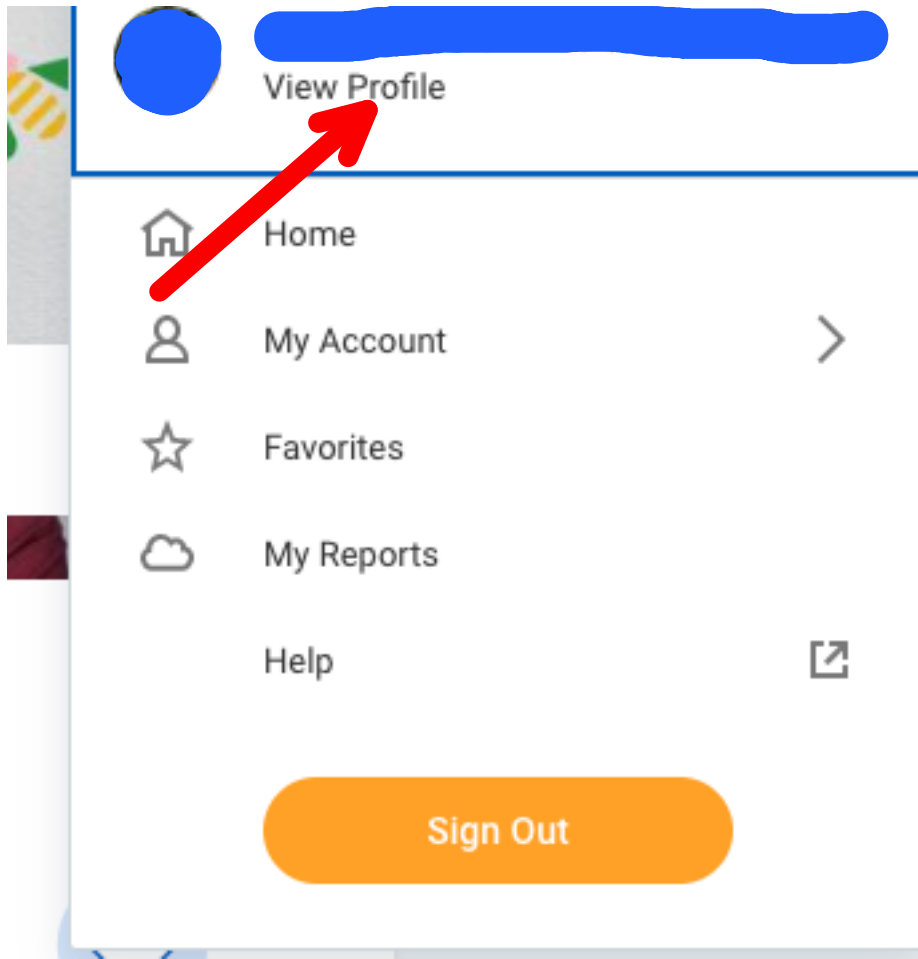 View Profile
Home
My Account
Favorites
My Reports
Help
Sign Out